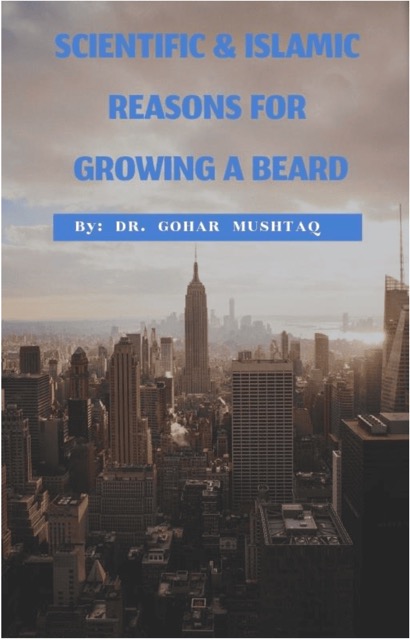 SCIENTIFIC & ISLAMIC
REASONS FOR
GROWING A BEARD
By: DR. GOHAR MUSHTAQ